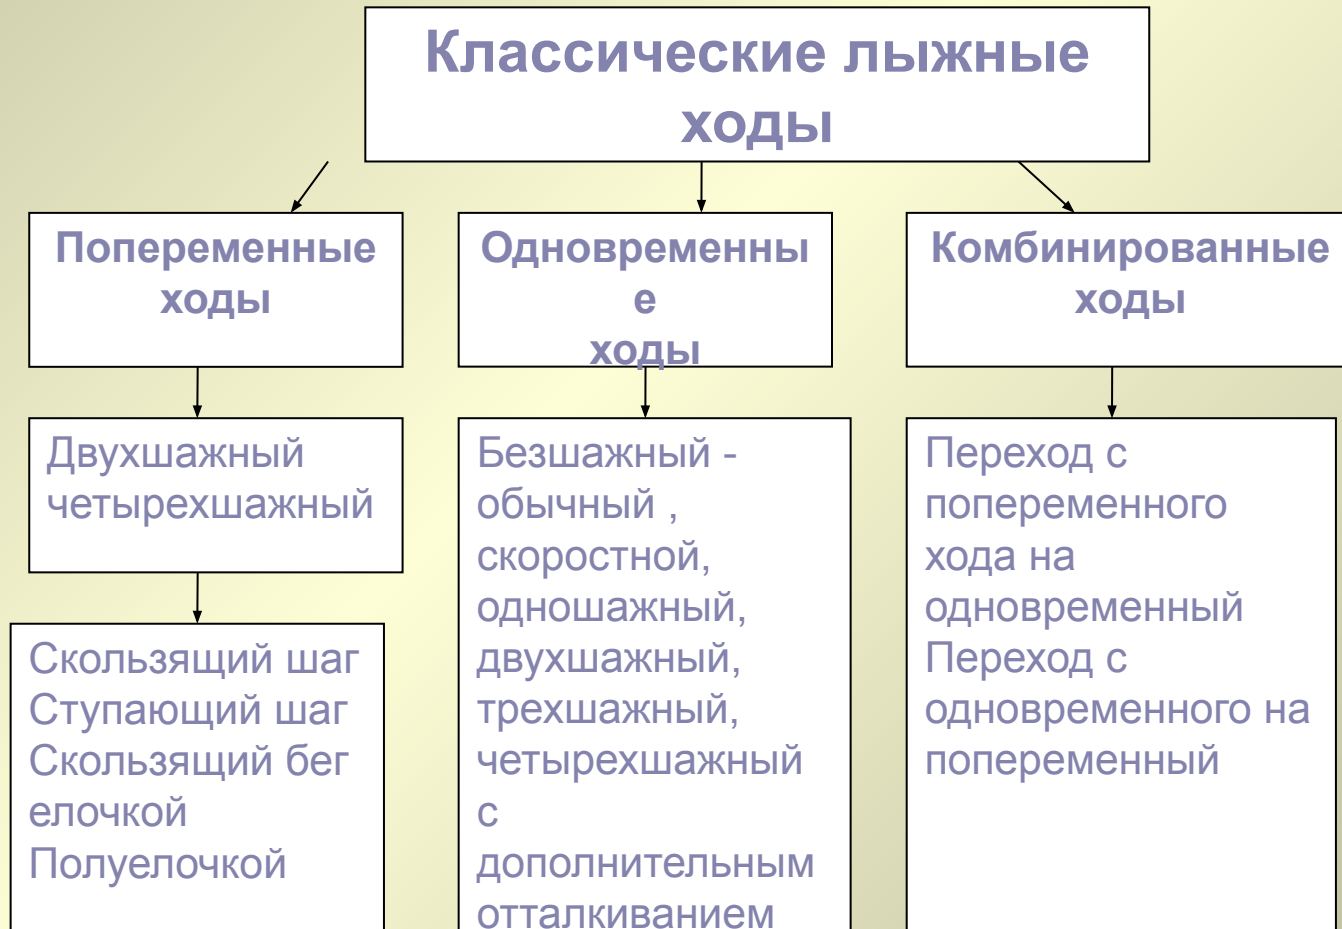 Классические лыжные
ходы
Попеременные
ходы
Одновременны
е
ходы
Комбинированные
ходы
Двухшажный
четырехшажный
Скользящий шаг
Ступающий шаг
Скользящий бег
елочкой
Полуелочкой
Безшажный -
обычный ,
скоростной,
одношажный,
двухшажный,
трехшажный,
четырехшажный
с
дополнительным
отталкиванием
Переход с
попеременного
хода на
одновременный
Переход с
одновременного на
попеременный